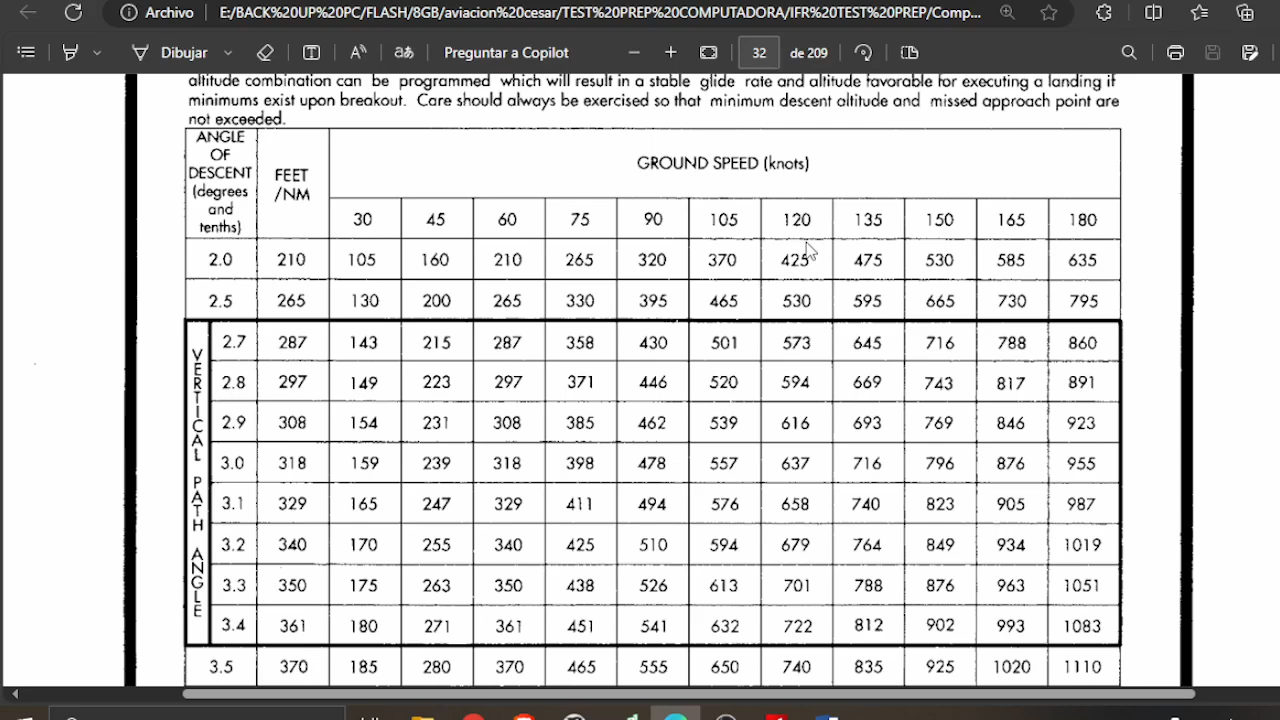 Archivo E:/BACK%20UP%20PC/FLASH/8GB/aviacion%20cesar/TEST%20PREP%20COMPUTADORA/IFR%20TEST%20PREP/Comp...
Dibujar A)) aあ Preguntar a Copilot 32 de 209
altitude combination can be programmed which will result in a stable glide rate and altitude favorable for executing a landing if
minimums exist upon breakout. Care should always be exercised so that minimum descent altitude and missed approach point are
not exceeded.
ANGLE
OF
DESCENT
(degrees
and
tenths)
FEET
/NM
GROUND SPEED (knots)
30 45 60 75 90 105 120 135 150 165 180
2.0 210 105 160 210 265 320 370 425 475 530 585 635
2.5 265 130 200 265 330 395 465 530 595 665 730 795
VERTICAL PATH ANGLE
2.7 287 143 215 287 358 430 501 573 645 716 788 860
2.8 297 149 223 297 371 446 520 594 669 743 817 891
2.9 308 154 231 308 385 462 539 616 693 769 846 923
3.0 318 159 239 318 398 478 557 637 716 796 876 955
3.1 329 165 247 329 411 494 576 658 740 823 905 987
3.2 340 170 255 340 425 510 594 679 764 849 934 1019
3.3 350 175 263 350 438 526 613 701 788 876 963 1051
3.4 361 180 271 361 451 541 632 722 812 902 993 1083
3.5 370 185 280 370 465 555 650 740 835 925 1020 1110